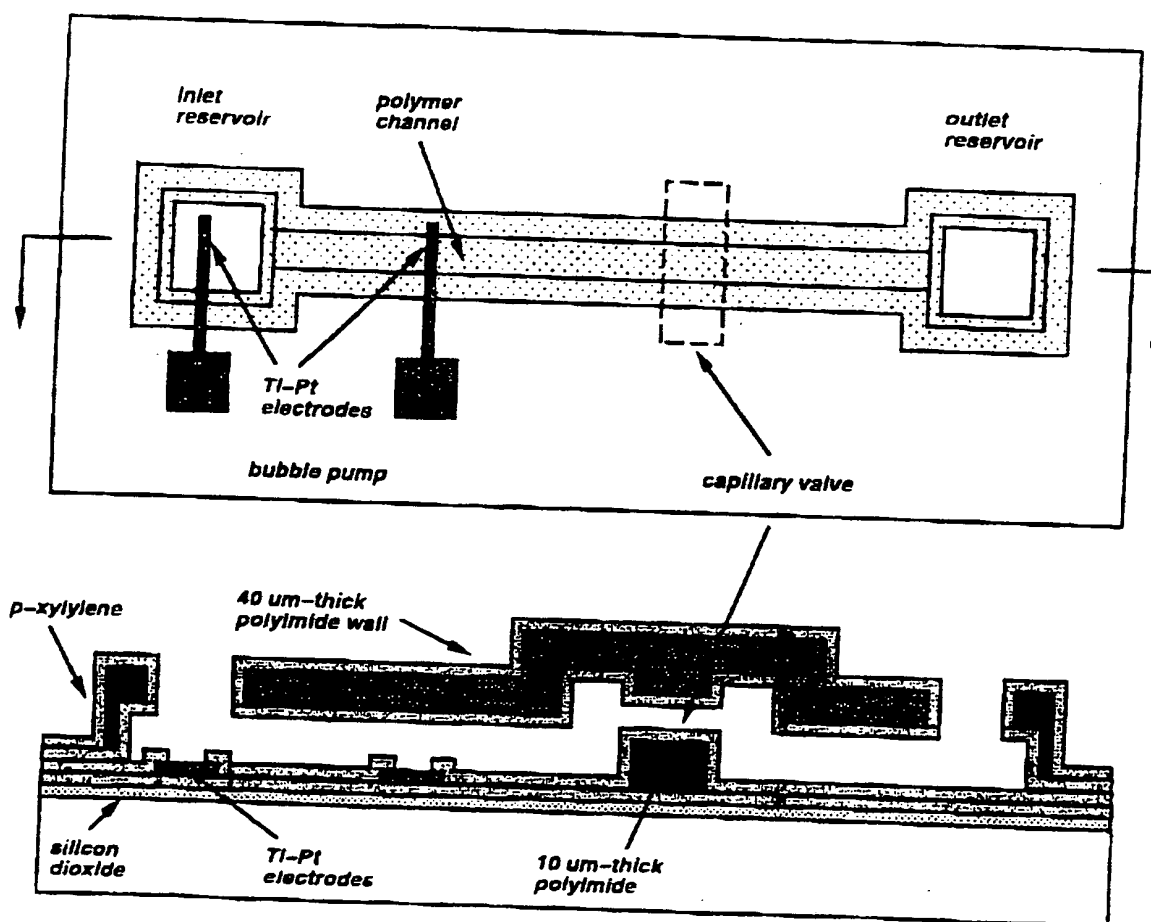 inlet
reservoir
polymer
channel
outlet
reservoir
Ti-Pt
electrodes
bubble pump
capillary valve
p-xylylene
40 um-thick
polyimide wall
silicon
dioxide
Ti-Pt
electrodes
10 um-thick
polyimide